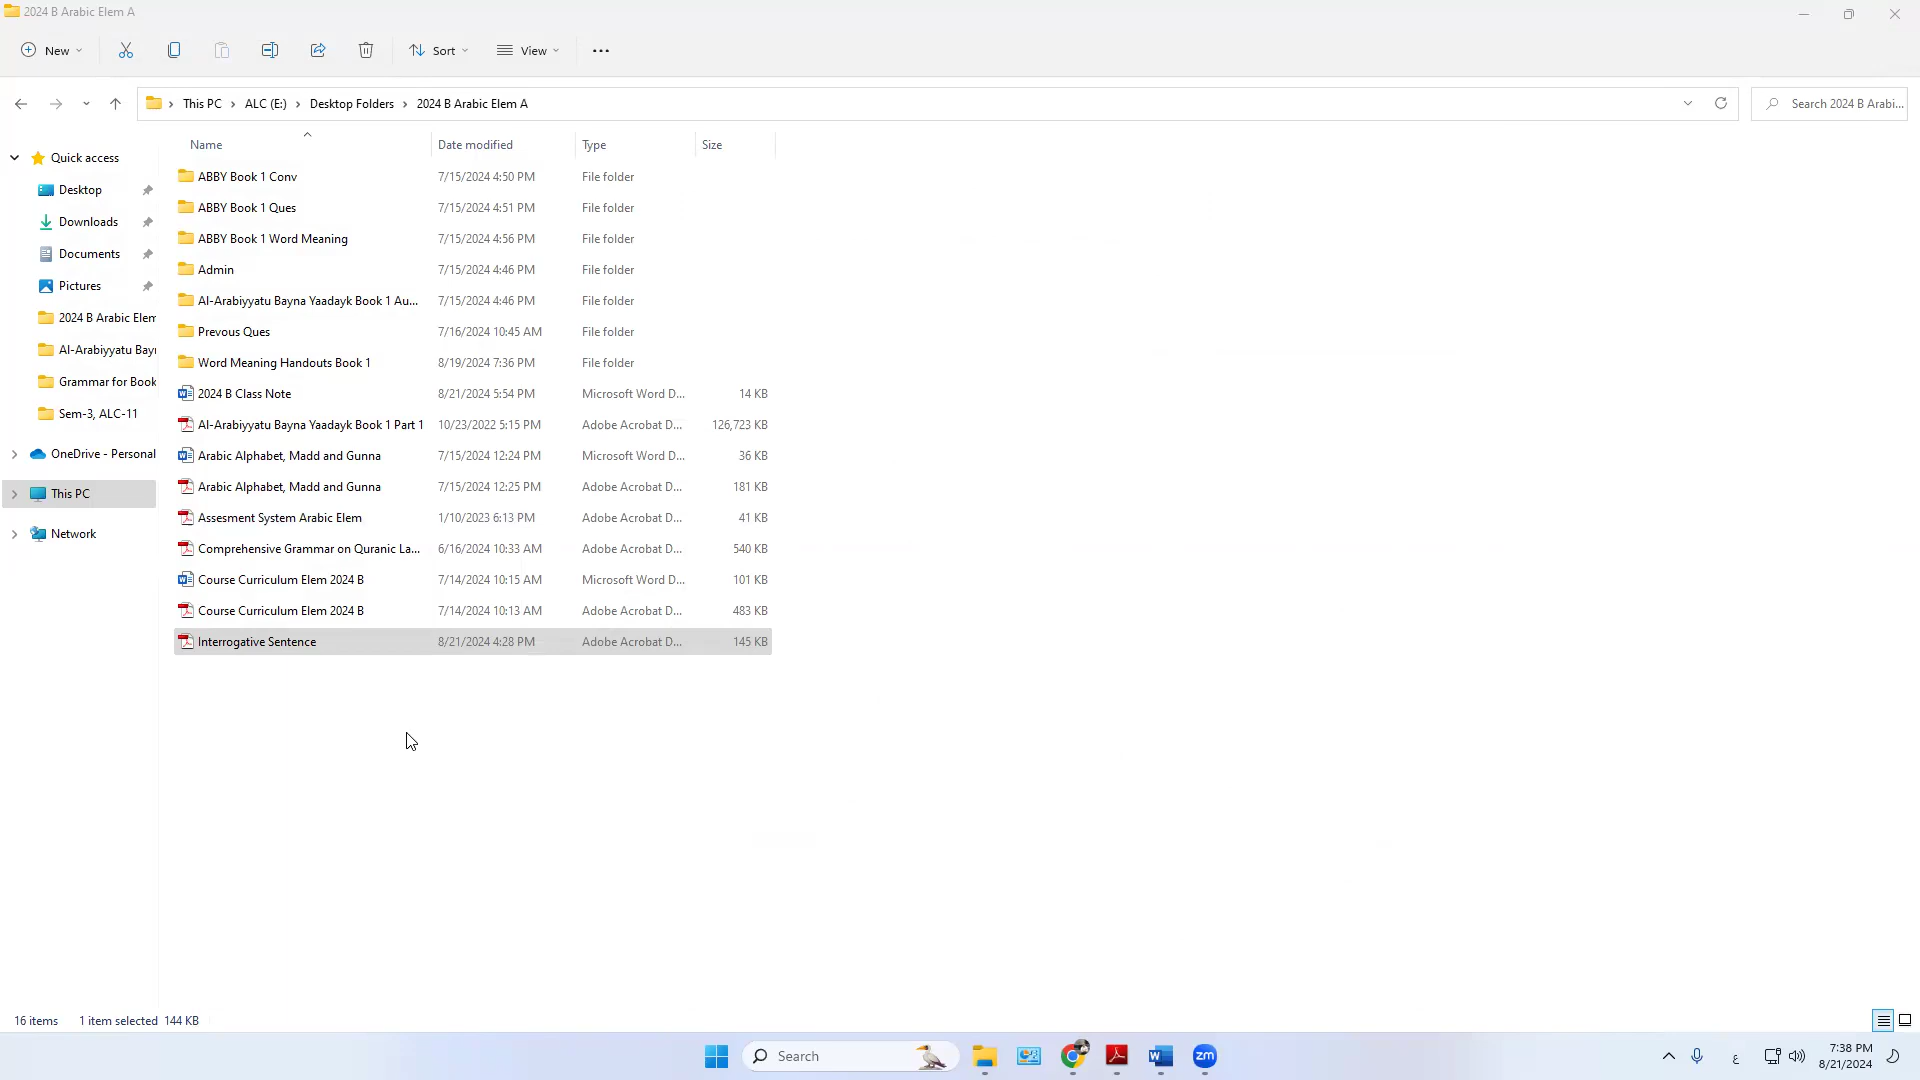 2024 B Arabic Elem A
New
Sort
View
This PC
ALC (E:)
Desktop Folders
2024 B Arabic Elem A
Search 2024 B Arabi...
Name Date modified Type Size
Quick access
Desktop
Downloads
Documents
Pictures
2024 B Arabic Elem
Al-Arabiyyatu Bayn
Grammar for Book
Sem-3, ALC-11
OneDrive - Personal
This PC
Network
ABBY Book 1 Conv 7/15/2024 4:50 PM File folder
ABBY Book 1 Ques 7/15/2024 4:51 PM File folder
ABBY Book 1 Word Meaning 7/15/2024 4:56 PM File folder
Admin 7/15/2024 4:46 PM File folder
Al-Arabiyyatu Bayna Yaadayk Book 1 Au... 7/15/2024 4:46 PM File folder
Prevous Ques 7/16/2024 10:45 AM File folder
Word Meaning Handouts Book 1 8/19/2024 7:36 PM File folder
2024 B Class Note 8/21/2024 5:54 PM Microsoft Word D... 14 KB
Al-Arabiyyatu Bayna Yaadayk Book 1 Part 1 10/23/2022 5:15 PM Adobe Acrobat D... 126,723 KB
Arabic Alphabet, Madd and Gunna 7/15/2024 12:24 PM Microsoft Word D... 36 KB
Arabic Alphabet, Madd and Gunna 7/15/2024 12:25 PM Adobe Acrobat D... 181 KB
Assesment System Arabic Elem 1/10/2023 6:13 PM Adobe Acrobat D... 41 KB
Comprehensive Grammar on Quranic La... 6/16/2024 10:33 AM Adobe Acrobat D... 540 KB
Course Curriculum Elem 2024 B 7/14/2024 10:15 AM Microsoft Word D... 101 KB
Course Curriculum Elem 2024 B 7/14/2024 10:13 AM Adobe Acrobat D... 483 KB
Interrogative Sentence 8/21/2024 4:28 PM Adobe Acrobat D... 145 KB
16 items 1 item selected 144 KB
Search
zm
ع
7:38 PM
8/21/2024